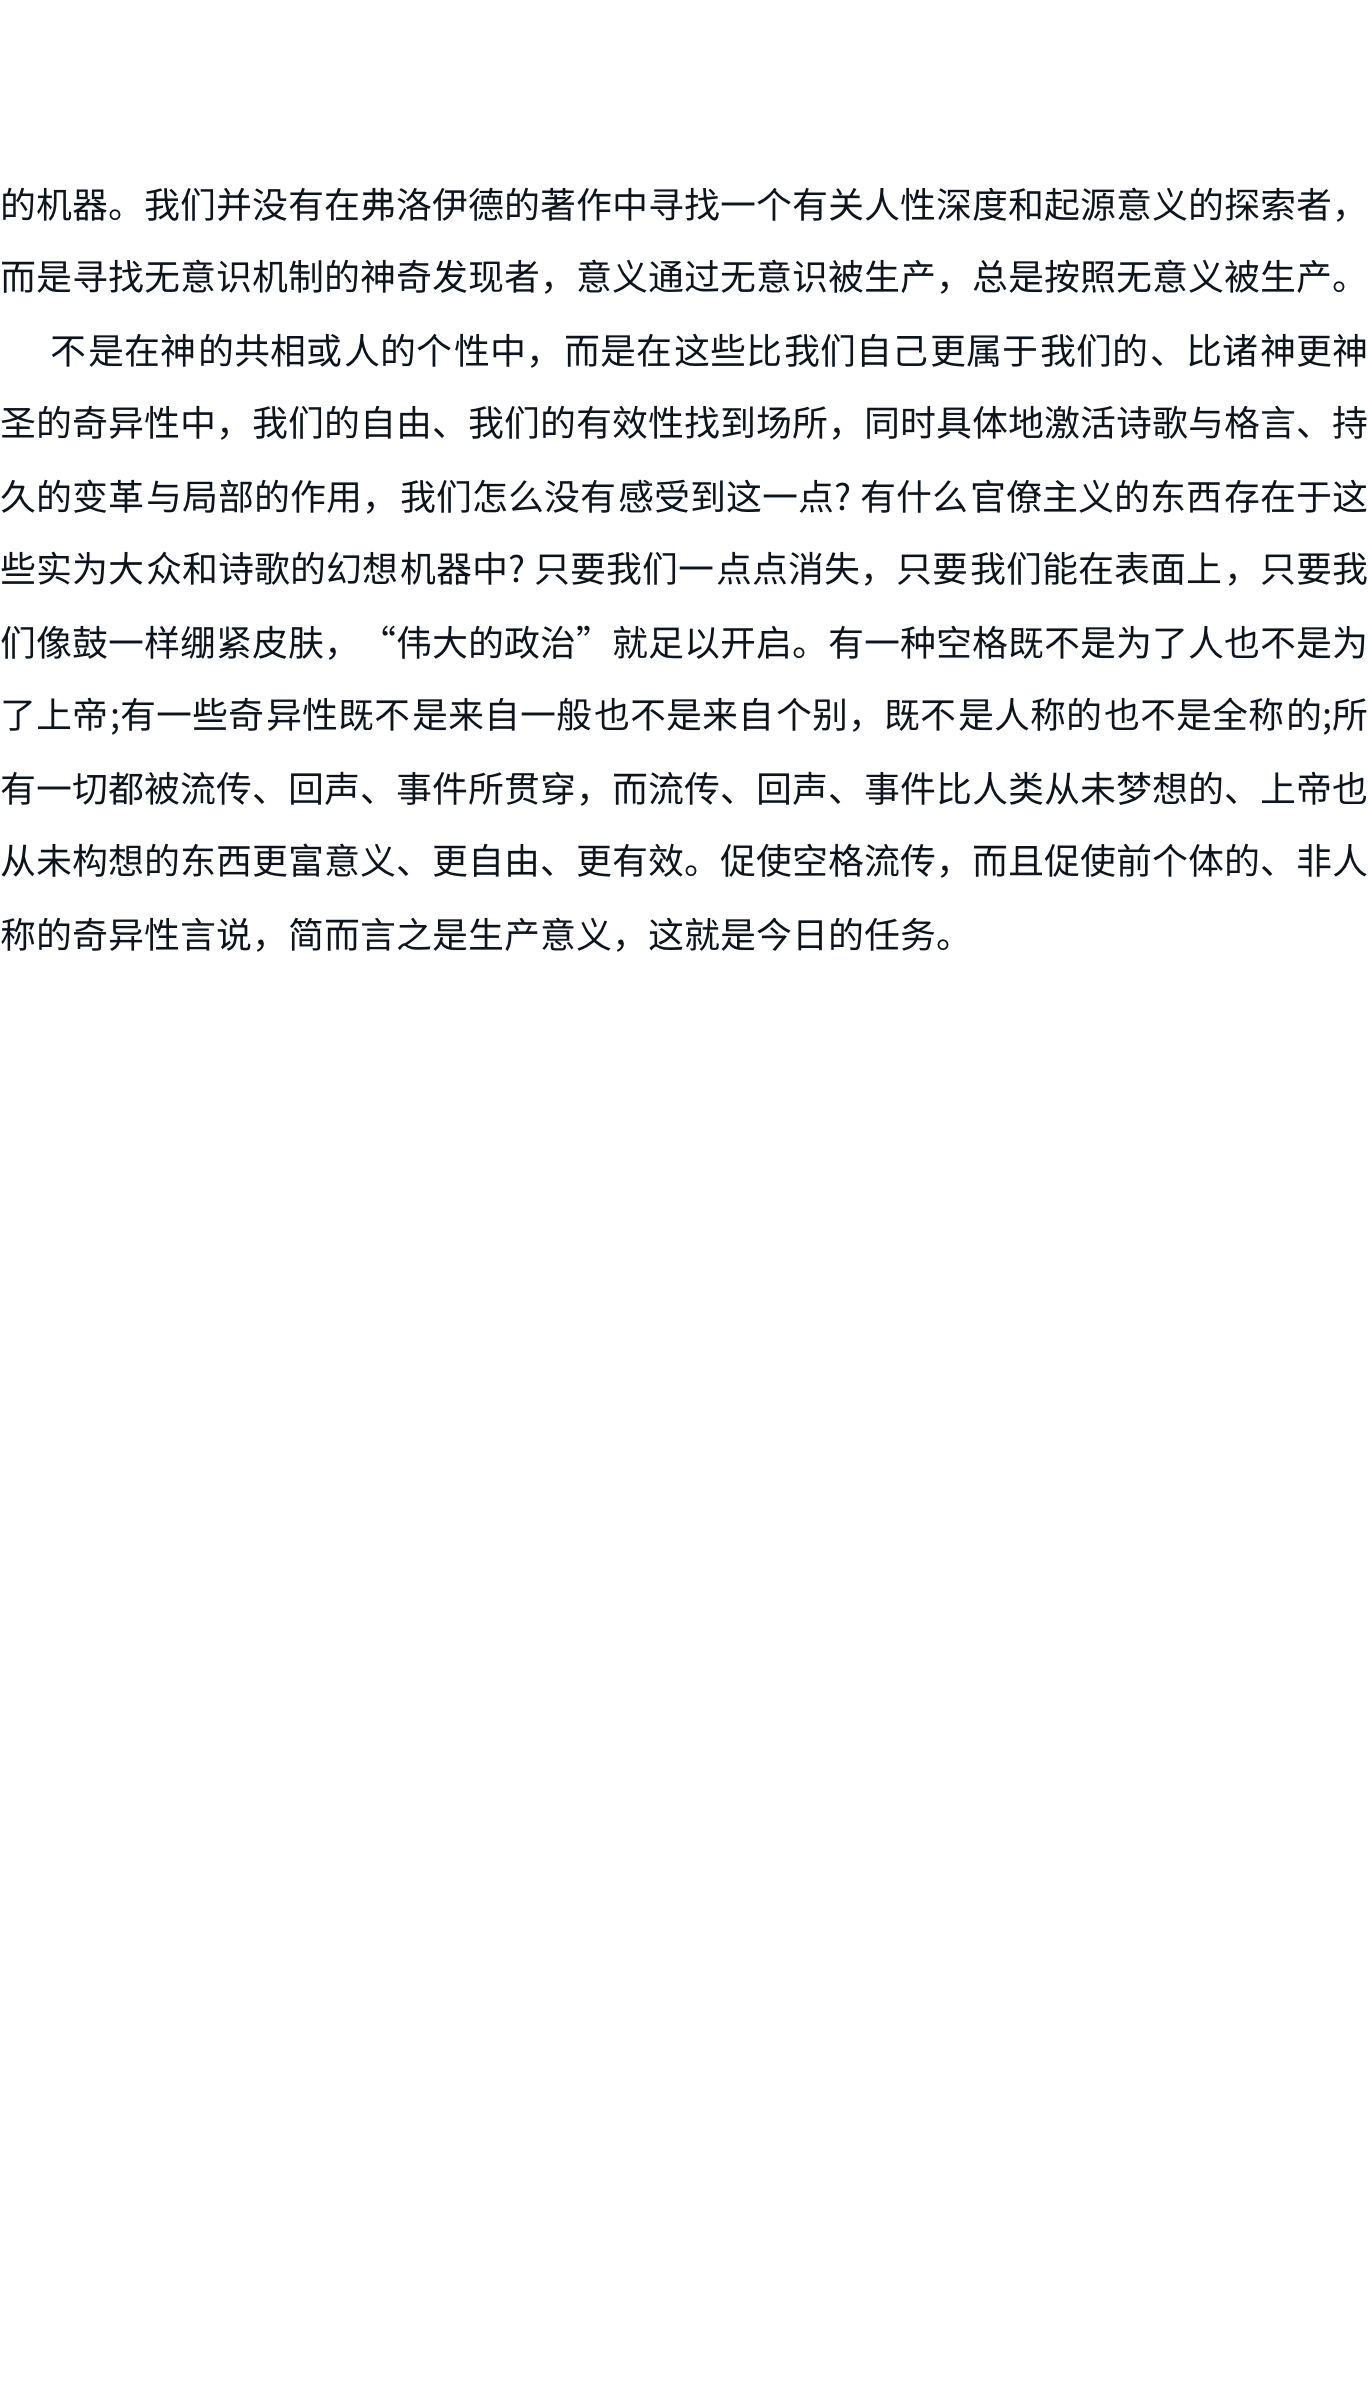 的机器。我们并没有在弗洛伊德的著作中寻找一个有关人性深度和起源意义的探索者，
而是寻找无意识机制的神奇发现者，意义通过无意识被生产，总是按照无意义被生产。
不是在神的共相或人的个性中，而是在这些比我们自己更属于我们的、比诸神更神
圣的奇异性中，我们的自由、我们的有效性找到场所，同时具体地激活诗歌与格言、持
久的变革与局部的作用，我们怎么没有感受到这一点? 有什么官僚主义的东西存在于这
些实为大众和诗歌的幻想机器中? 只要我们一点点消失，只要我们能在表面上，只要我
们像鼓一样绷紧皮肤，“伟大的政治”就足以开启。有一种空格既不是为了人也不是为
了上帝;有一些奇异性既不是来自一般也不是来自个别，既不是人称的也不是全称的;所
有一切都被流传、回声、事件所贯穿，而流传、回声、事件比人类从未梦想的、上帝也
从未构想的东西更富意义、更自由、更有效。促使空格流传，而且促使前个体的、非人
称的奇异性言说，简而言之是生产意义，这就是今日的任务。